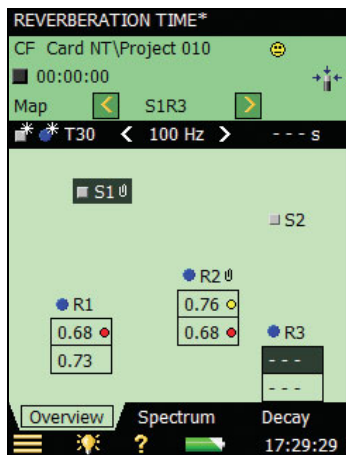 REVERBERATION TIME*
CF Card NT\Project 010
00:00:00
Map < S1R3 >
T30 < 100 Hz > - - - s
S1
S2
R2
R1 0.76
0.68 0.68 R3
0.73 - - -
- - -
Overview Spectrum Decay
? 17:29:29